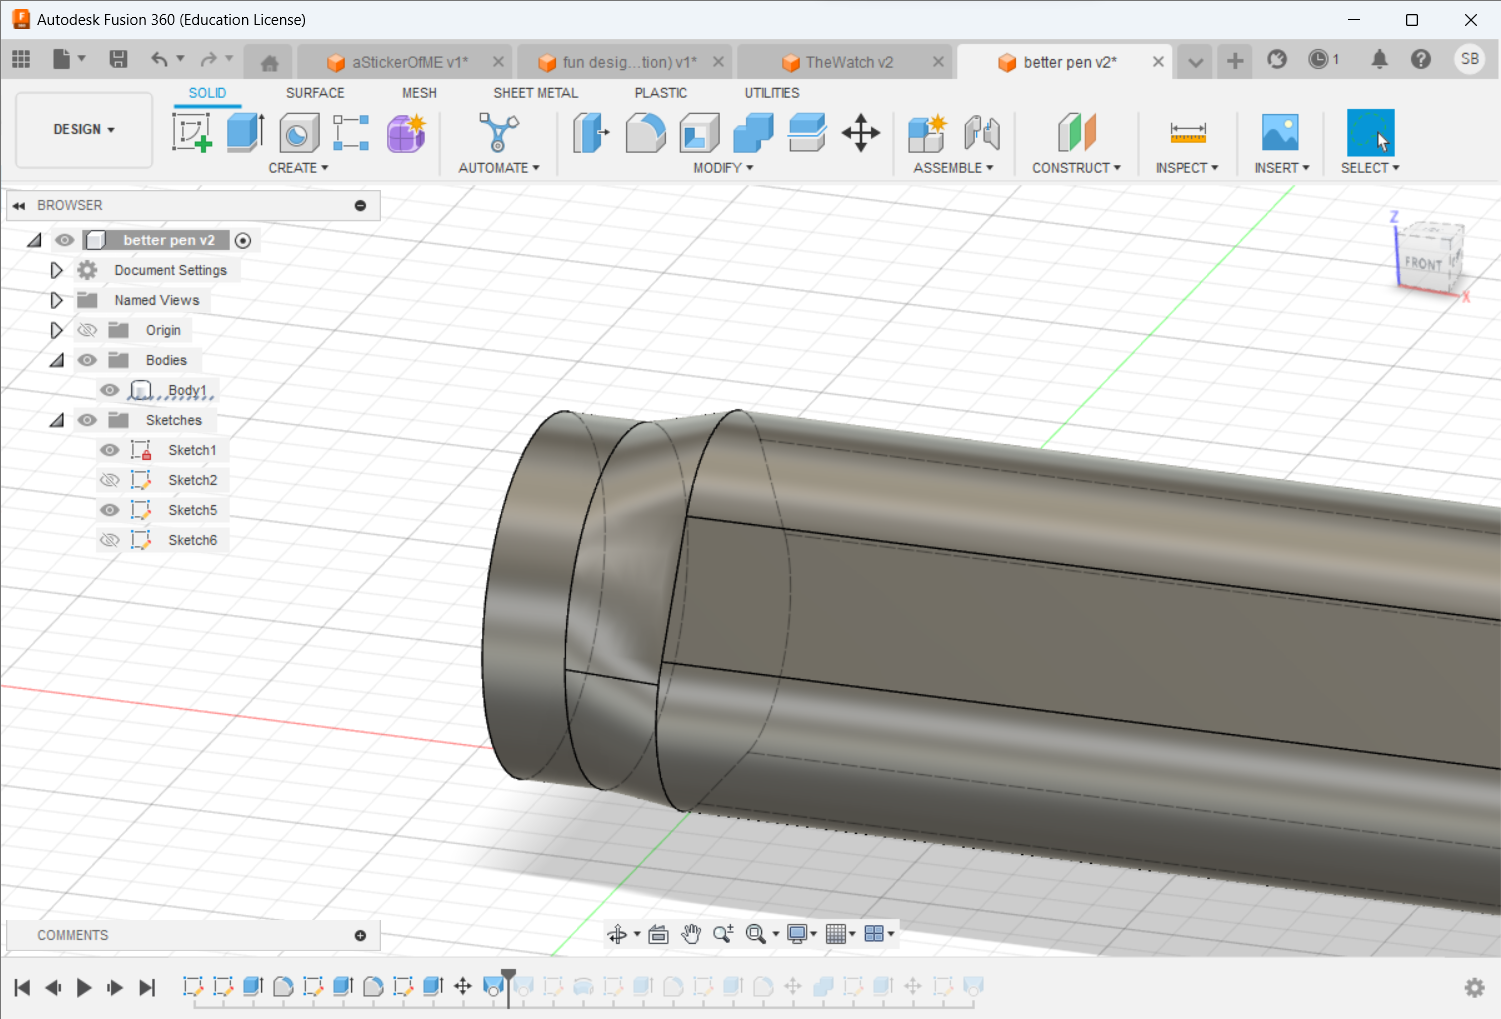 Autodesk Fusion 360 (Education License)
aStickerOfME v1*
fun desig...tion) v1*
TheWatch v2
better pen v2*
1
SB
SOLID
SURFACE
MESH
SHEET METAL
PLASTIC
UTILITIES
DESIGN
CREATE
AUTOMATE
MODIFY
ASSEMBLE
CONSTRUCT
INSPECT
INSERT
SELECT
BROWSER
better pen v2
Document Settings
Named Views
Origin
Bodies
Body1
Sketches
Sketch1
Sketch2
Sketch5
Sketch6
Z
FRONT
X
COMMENTS